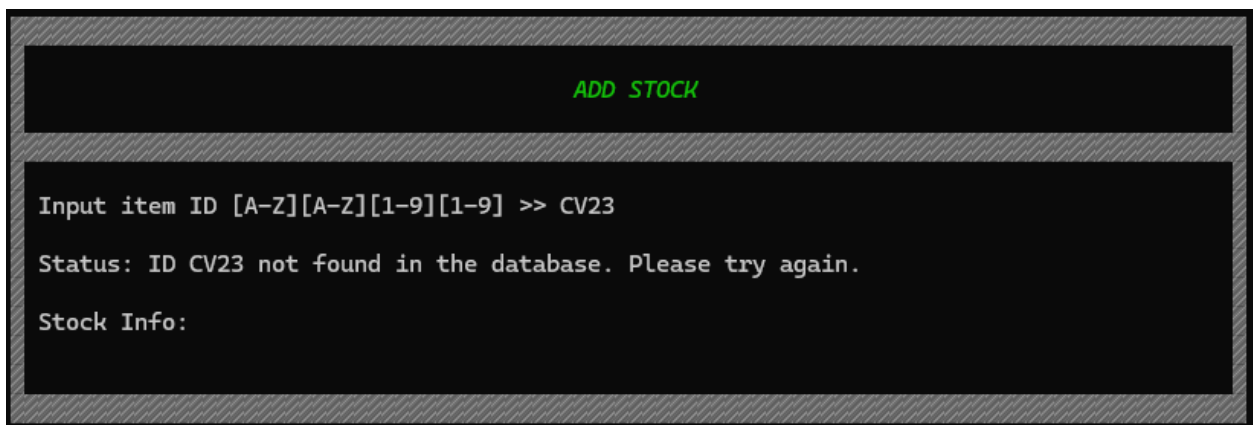 ADD STOCK
Input item ID [A-Z][A-Z][1-9][1-9] >> CV23
Status: ID CV23 not found in the database. Please try again.
Stock Info: